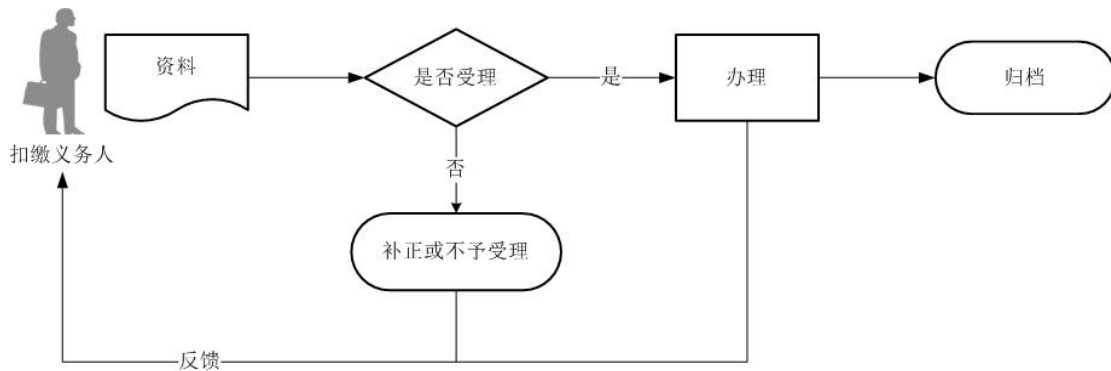 资料
是否受理
是
办理
归档
扣缴义务人
否
补正或不予受理
反馈